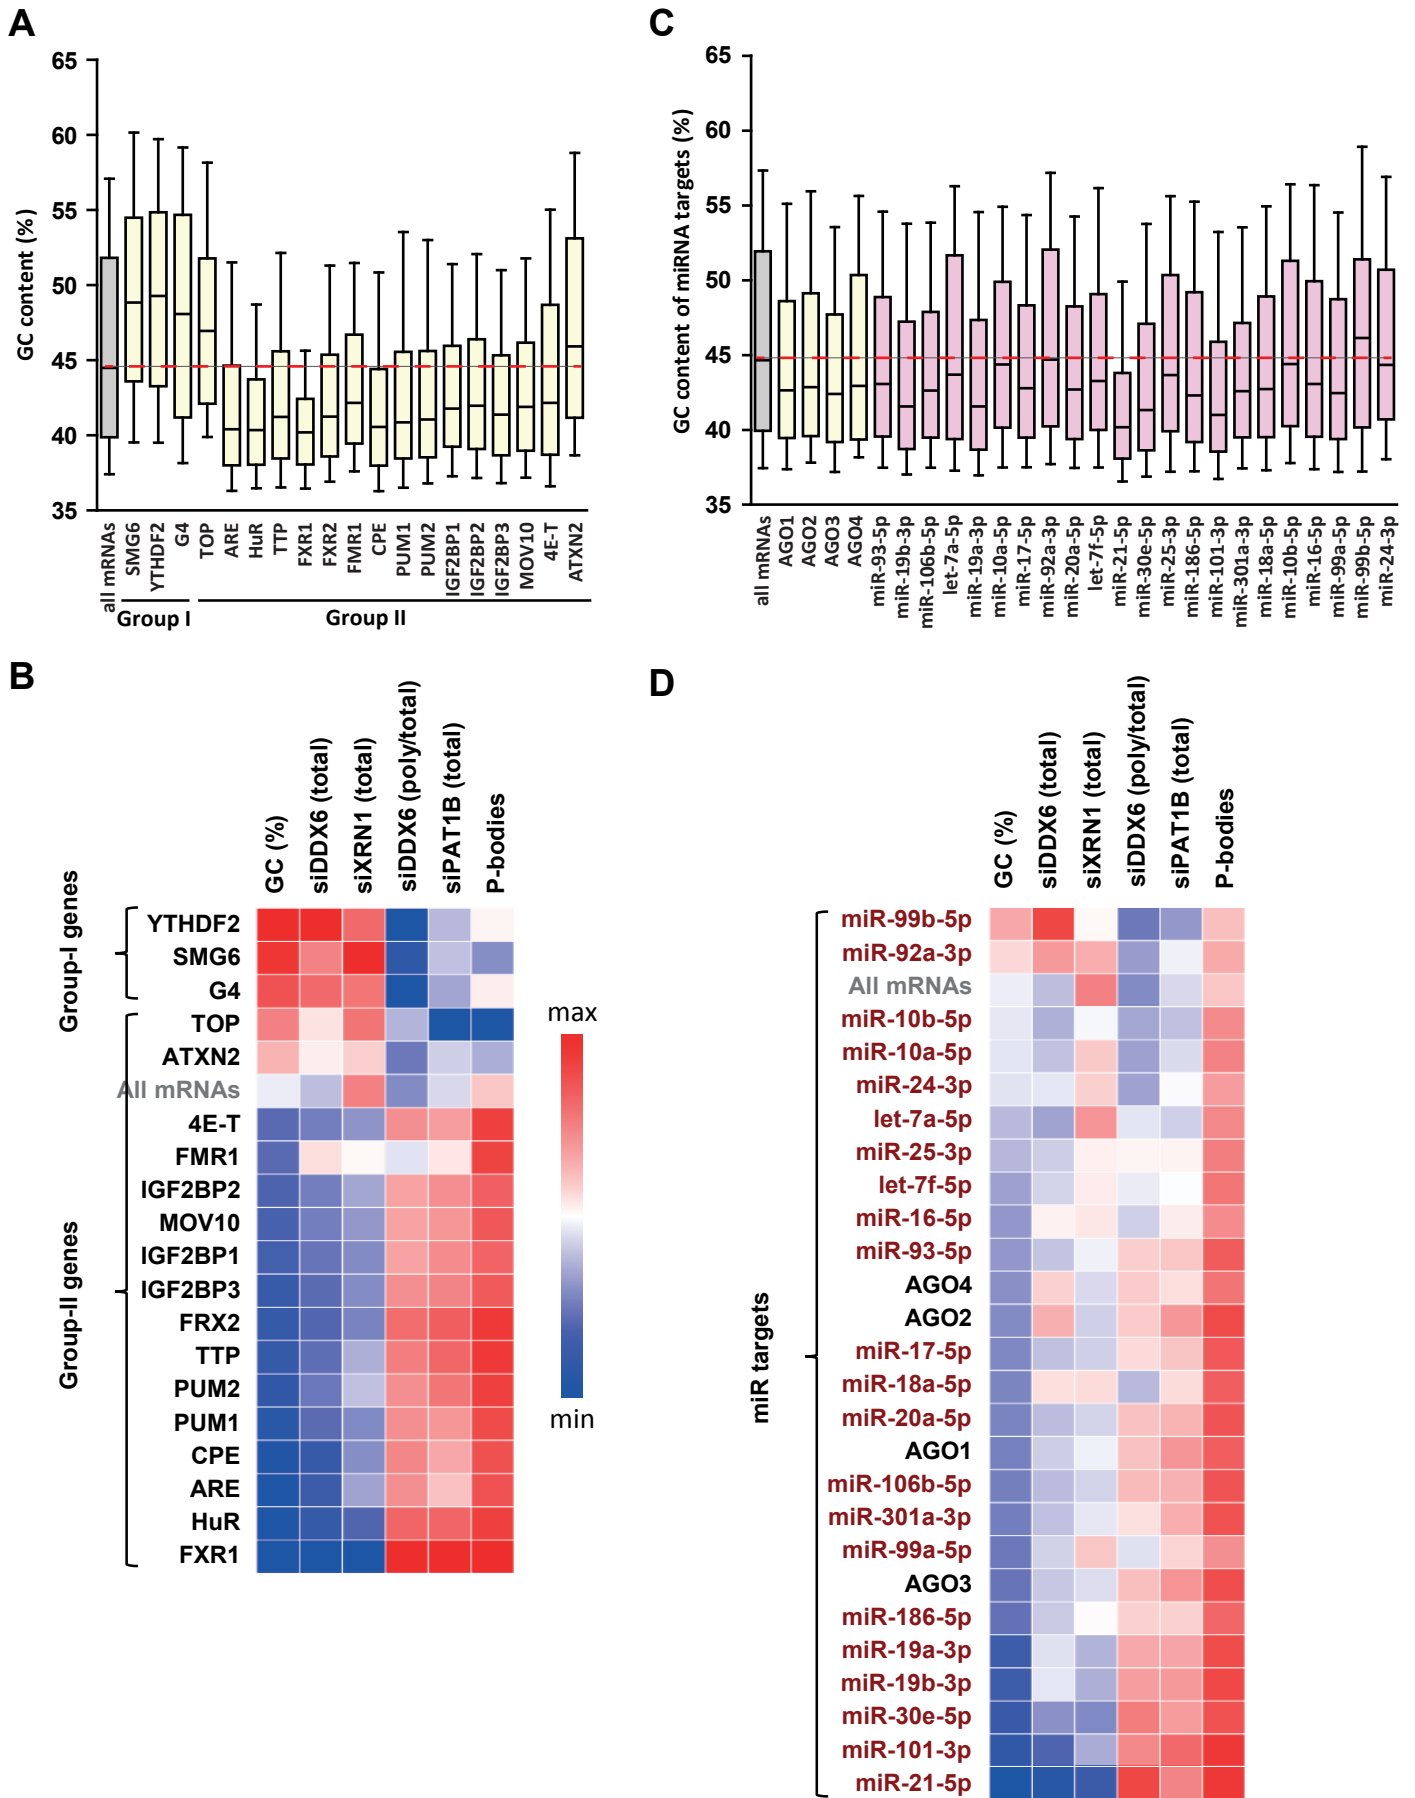 A
65
60
55
50
45
40
35
GC content (%)
all mRNAs
SMG6
YTHDF2
G4
TOP
ARE
HuR
TTP
FXR1
FXR2
FMR1
CPE
PUM1
PUM2
IGF2BP1
IGF2BP2
IGF2BP3
MOV10
4E-T
ATXN2
Group I
Group II
C
65
60
55
50
45
40
35
GC content of miRNA targets (%)
all mRNAs
AGO1
AGO2
AGO3
AGO4
miR-93-5p
miR-19b-3p
miR-106b-5p
let-7a-5p
miR-19a-3p
miR-10a-5p
miR-17-5p
miR-92a-3p
miR-20a-5p
let-7f-5p
miR-21-5p
miR-30e-5p
miR-25-3p
miR-186-5p
miR-101-3p
miR-301a-3p
miR-18a-5p
miR-10b-5p
miR-16-5p
miR-99a-5p
miR-99b-5p
miR-24-3p
B
GC (%)
siDDX6 (total)
siXRN1 (total)
siDDX6 (poly/total)
siPAT1B (total)
P-bodies
Group-I genes
YTHDF2
SMG6
G4
Group-II genes
TOP
ATXN2
All mRNAs
4E-T
FMR1
IGF2BP2
MOV10
IGF2BP1
IGF2BP3
FRX2
TTP
PUM2
PUM1
CPE
ARE
HuR
FXR1
max
min
D
GC (%)
siDDX6 (total)
siXRN1 (total)
siDDX6 (poly/total)
siPAT1B (total)
P-bodies
miR targets
miR-99b-5p
miR-92a-3p
All mRNAs
miR-10b-5p
miR-10a-5p
miR-24-3p
let-7a-5p
miR-25-3p
let-7f-5p
miR-16-5p
miR-93-5p
AGO4
AGO2
miR-17-5p
miR-18a-5p
miR-20a-5p
AGO1
miR-106b-5p
miR-301a-3p
miR-99a-5p
AGO3
miR-186-5p
miR-19a-3p
miR-19b-3p
miR-30e-5p
miR-101-3p
miR-21-5p